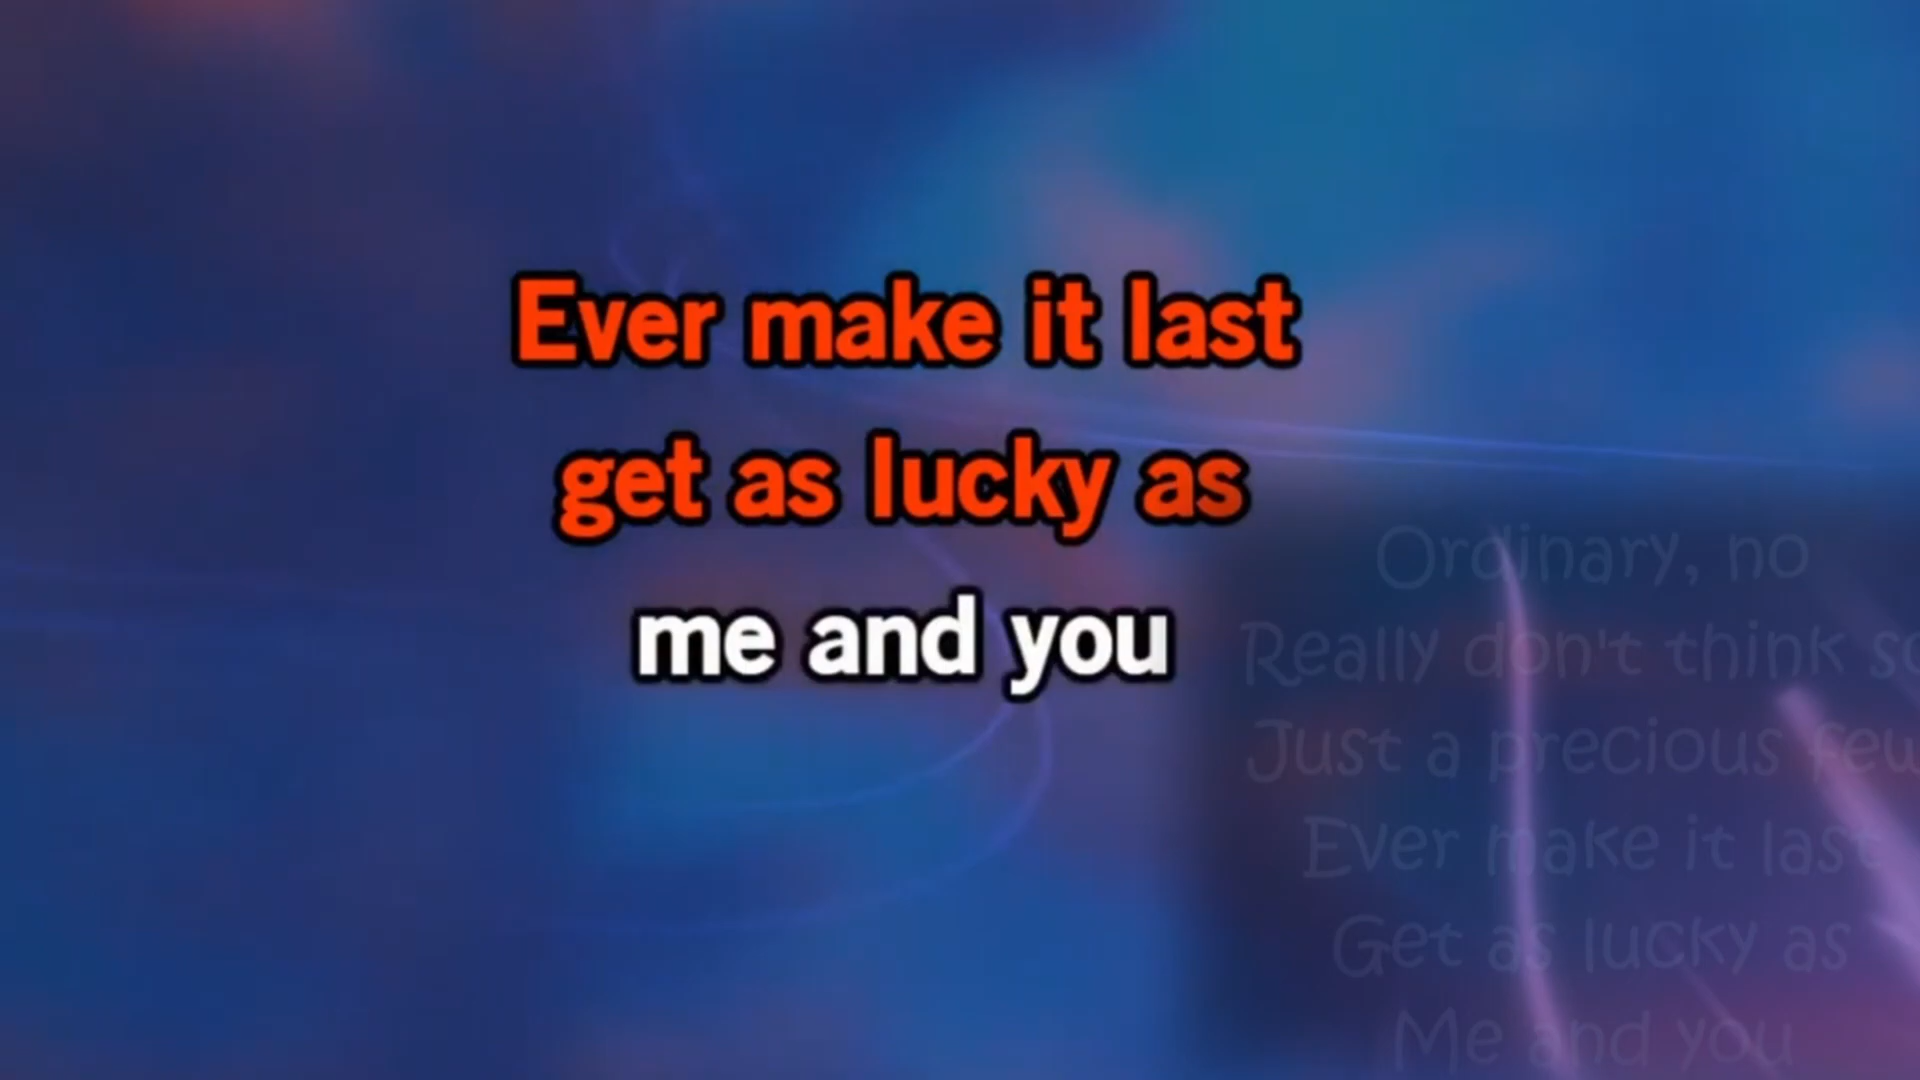 Ever make it last
get as lucky as
me and you
Ordinary, no
Really don't think so
Just a precious few
Ever make it last
Get as lucky as
Me and you